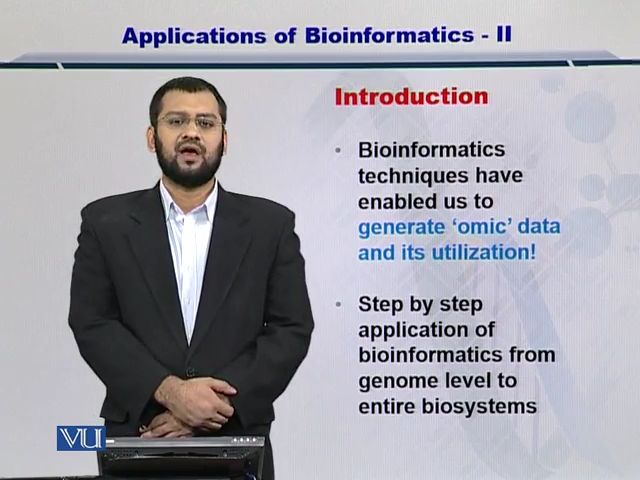 Applications of Bioinformatics - II
Introduction
• Bioinformatics
techniques have
enabled us to
generate ‘omic’ data
and its utilization!
• Step by step
application of
bioinformatics from
genome level to
entire biosystems
VU